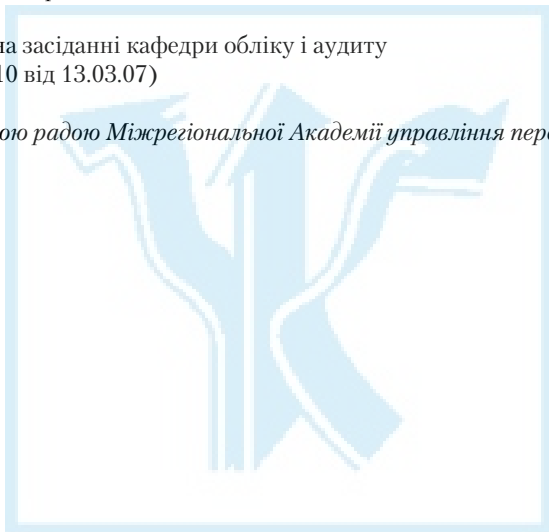 на засіданні кафедри обліку і аудиту
10 від 13.03.07)
ою радою Міжрегіональної Академії управління пер